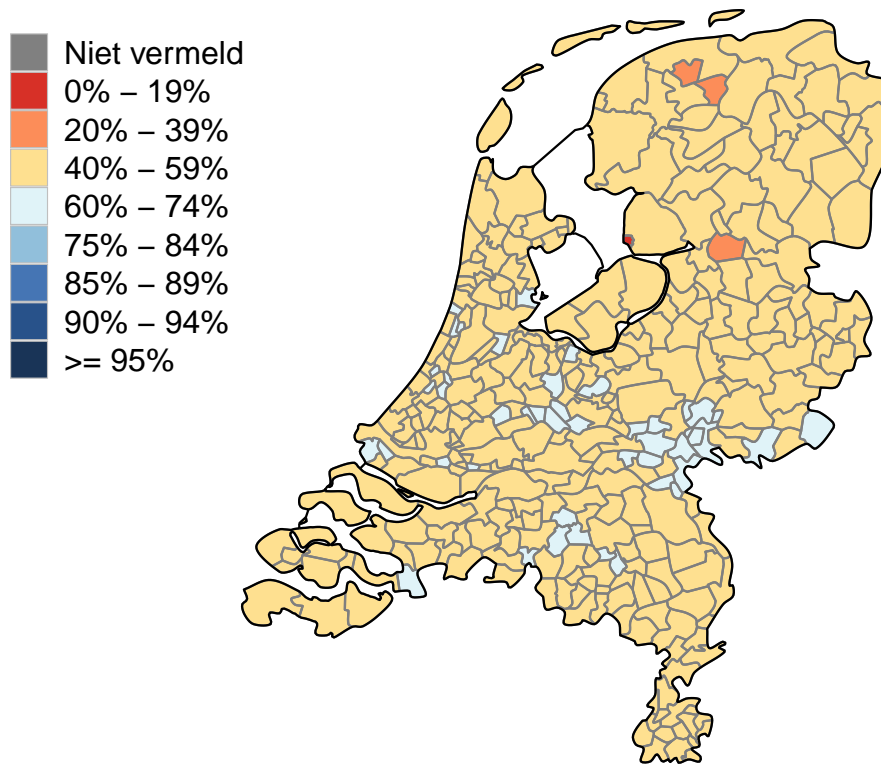 Niet vermeld
0% – 19%
20% – 39%
40% – 59%
60% – 74%
75% – 84%
85% – 89%
90% – 94%
>= 95%